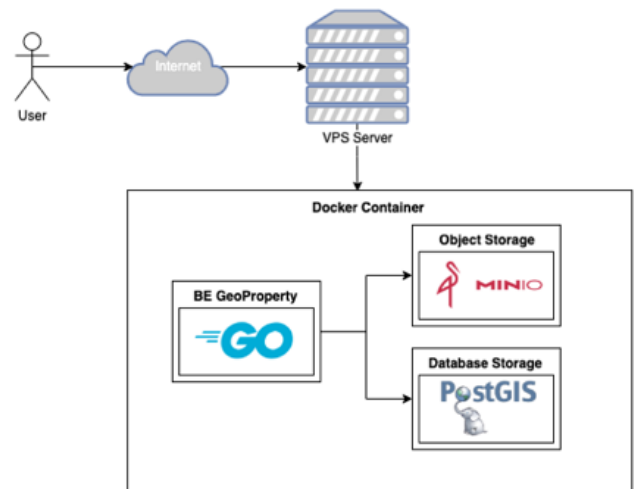 Internet
User
VPS Server
Docker Container
Object Storage
MINIO
BE GeoProperty
GO
Database Storage
PostGIS